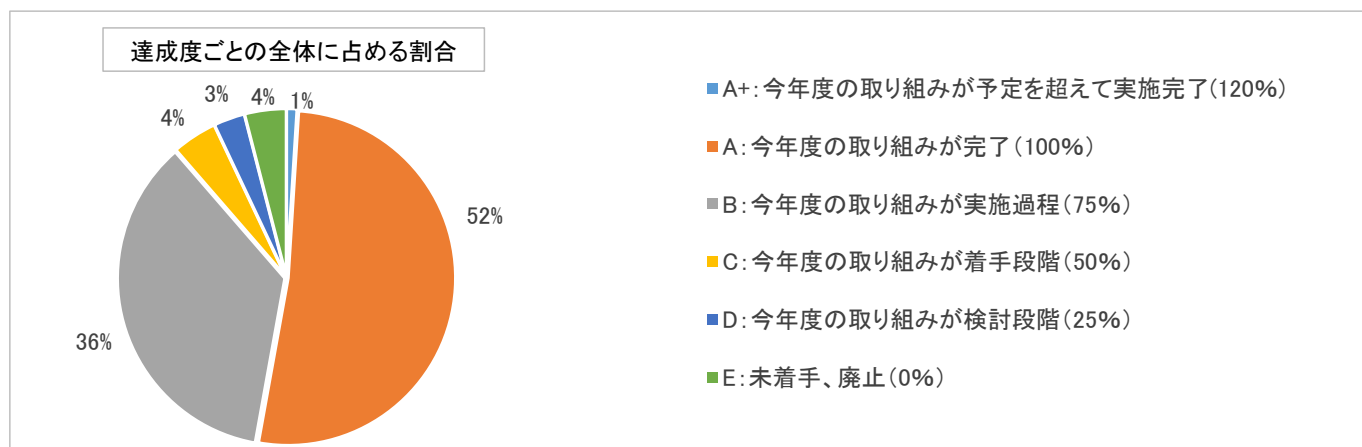 達成度ごとの全体に占める割合
4%
3%
4%
1%
52%
36%
A+：今年度の取り組みが予定を超えて実施完了(120%)
A：今年度の取り組みが完了(100%)
B：今年度の取り組みが実施過程(75%)
C：今年度の取り組みが着手段階(50%)
D：今年度の取り組みが検討段階(25%)
E：未着手、廃止(0%)